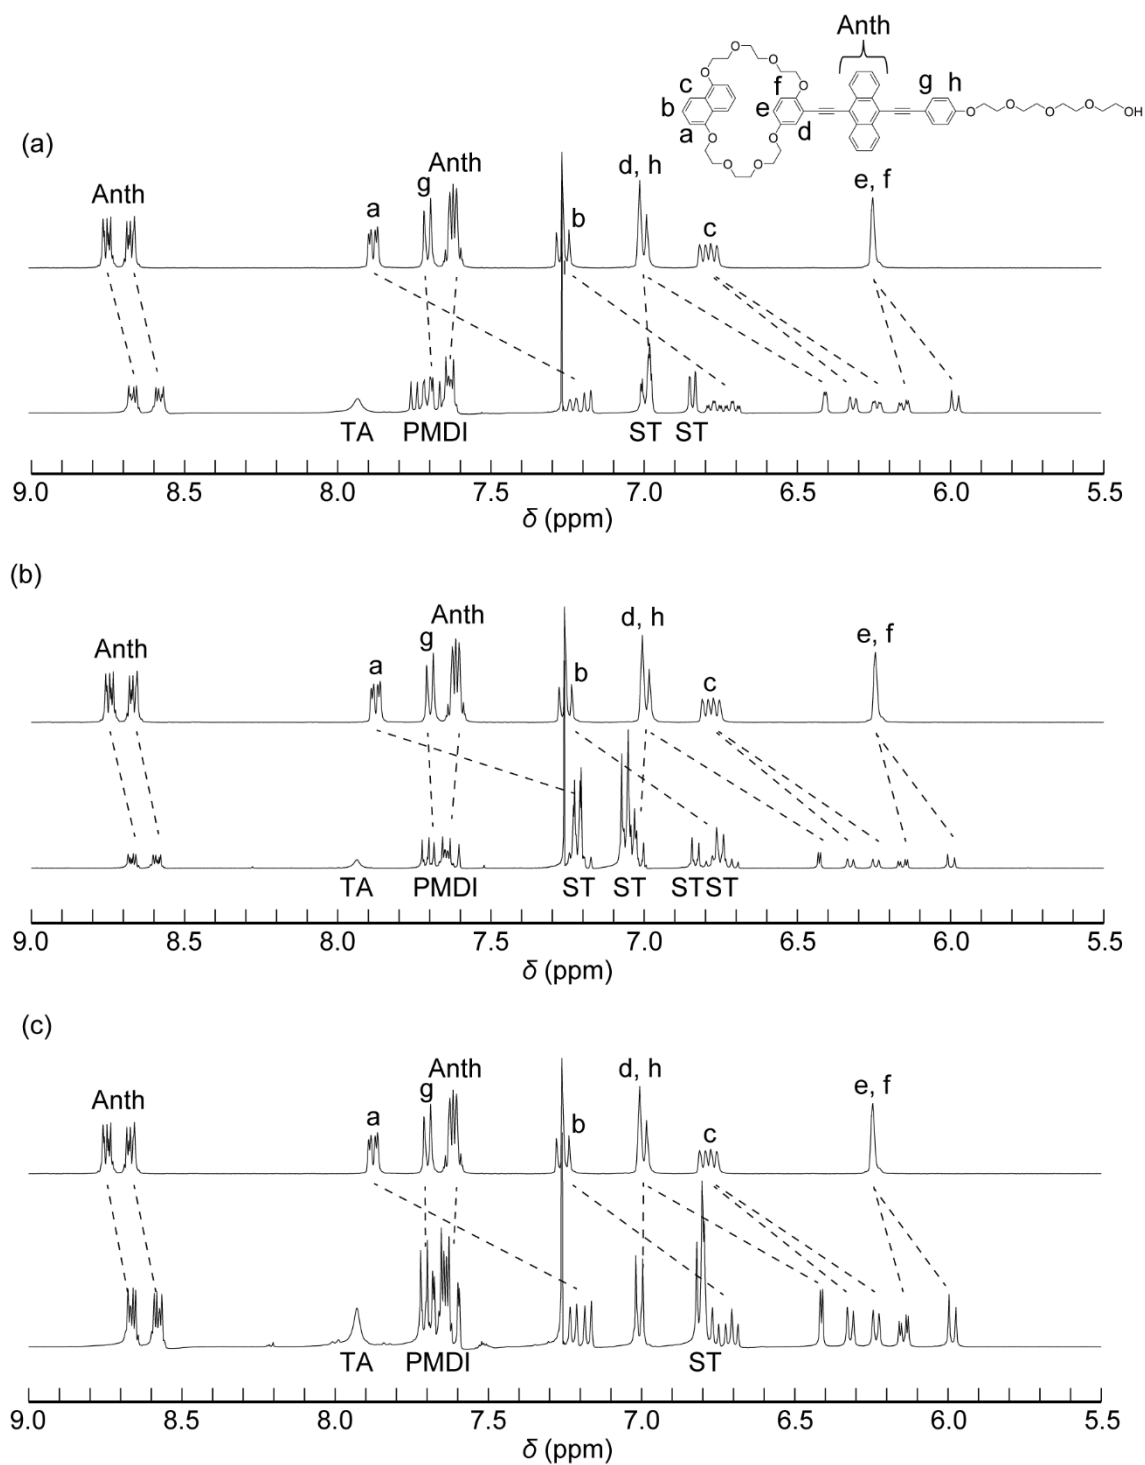 Anth
O O
O O
c f g h
b e
a d
O O O O OH
O O
(a)
Anth a g Anth b d, h c e, f
TA PMDI ST ST
9.0 8.5 8.0 7.5 7.0 6.5 6.0 5.5
δ (ppm)
(b)
Anth a g Anth b d, h c e, f
TA PMDI ST ST ST ST
9.0 8.5 8.0 7.5 7.0 6.5 6.0 5.5
δ (ppm)
(c)
Anth a g Anth b d, h c e, f
TA PMDI ST
9.0 8.5 8.0 7.5 7.0 6.5 6.0 5.5
δ (ppm)